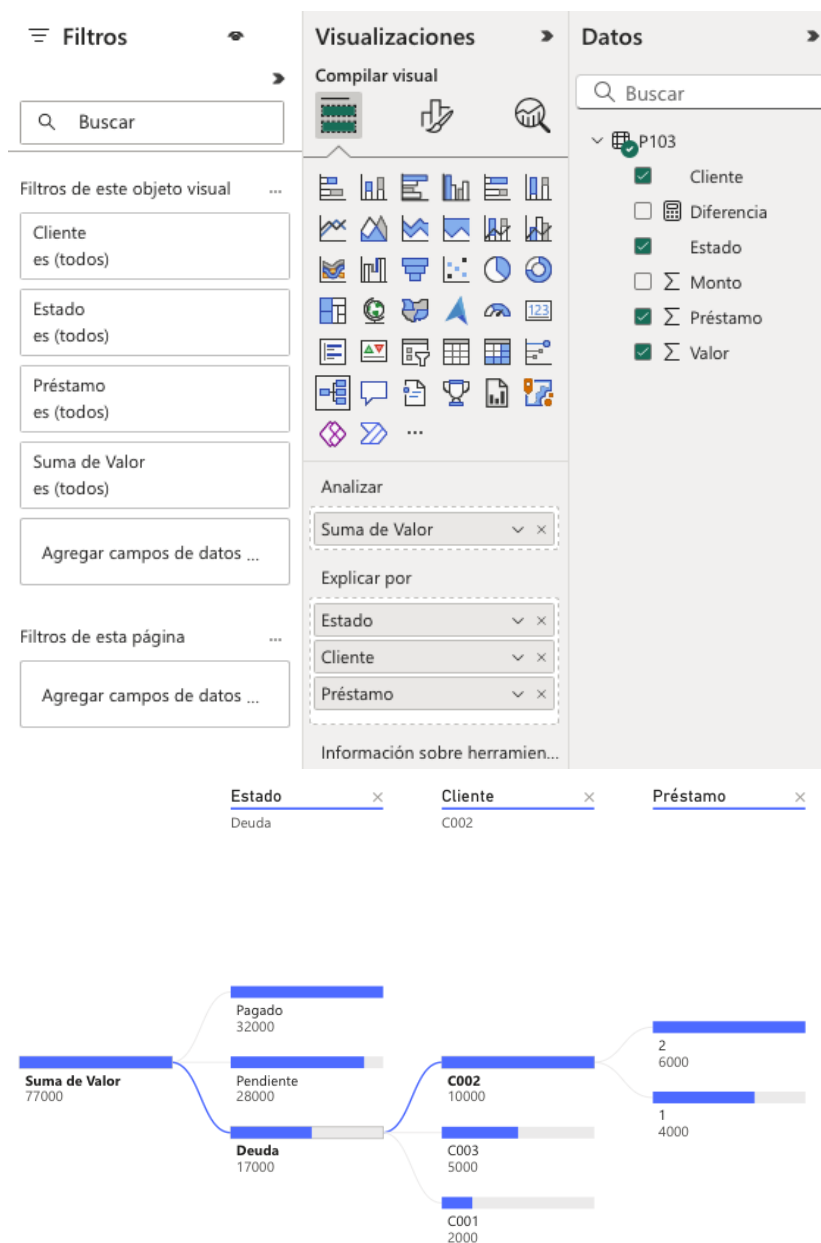 Filtros
Buscar
Filtros de este objeto visual ...
Cliente
es (todos)
Estado
es (todos)
Préstamo
es (todos)
Suma de Valor
es (todos)
Agregar campos de datos ...
Filtros de esta página ...
Agregar campos de datos ...
Visualizaciones
Compilar visual
123
...
Analizar
Suma de Valor
Explicar por
Estado
Cliente
Préstamo
Información sobre herramien...
Datos
Buscar
P103
Cliente
Diferencia
Estado
Monto
Préstamo
Valor
Estado
Deuda
Cliente
C002
Préstamo
Suma de Valor
77000
Pagado
32000
Pendiente
28000
Deuda
17000
C002
10000
C003
5000
C001
2000
2
6000
1
4000